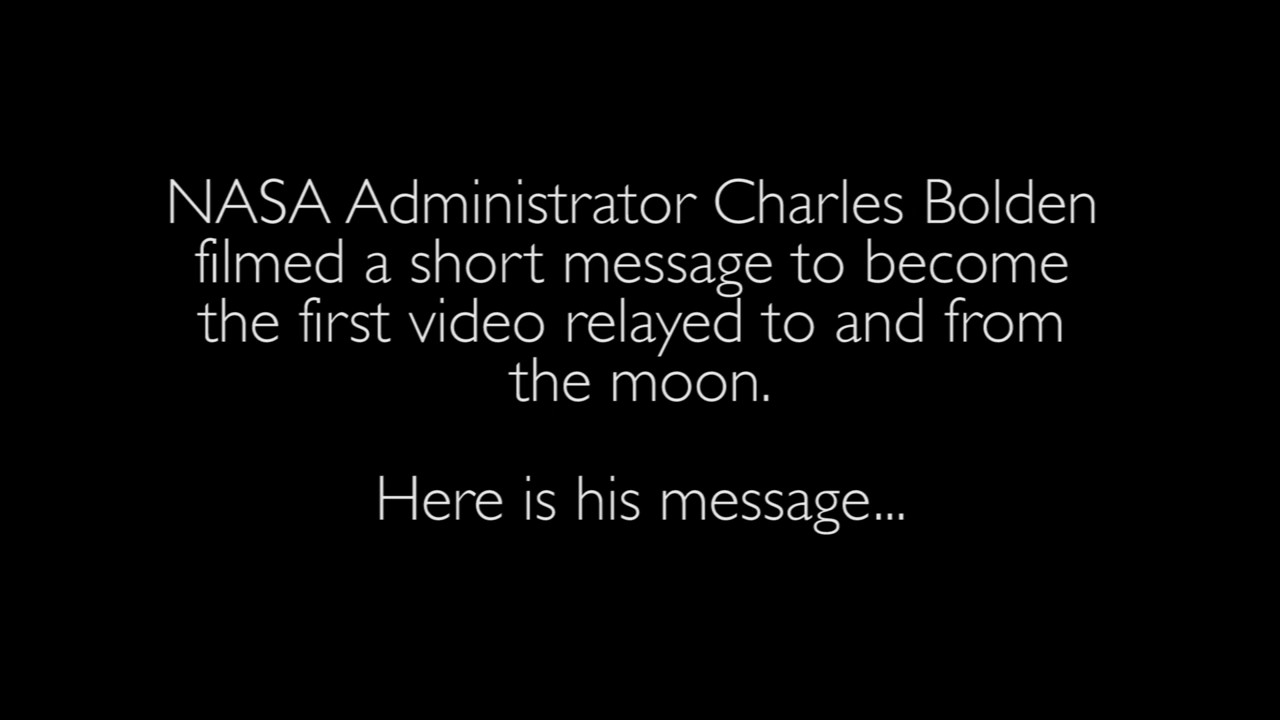 NASA Administrator Charles Bolden
filmed a short message to become
the first video relayed to and from
the moon.
Here is his message...